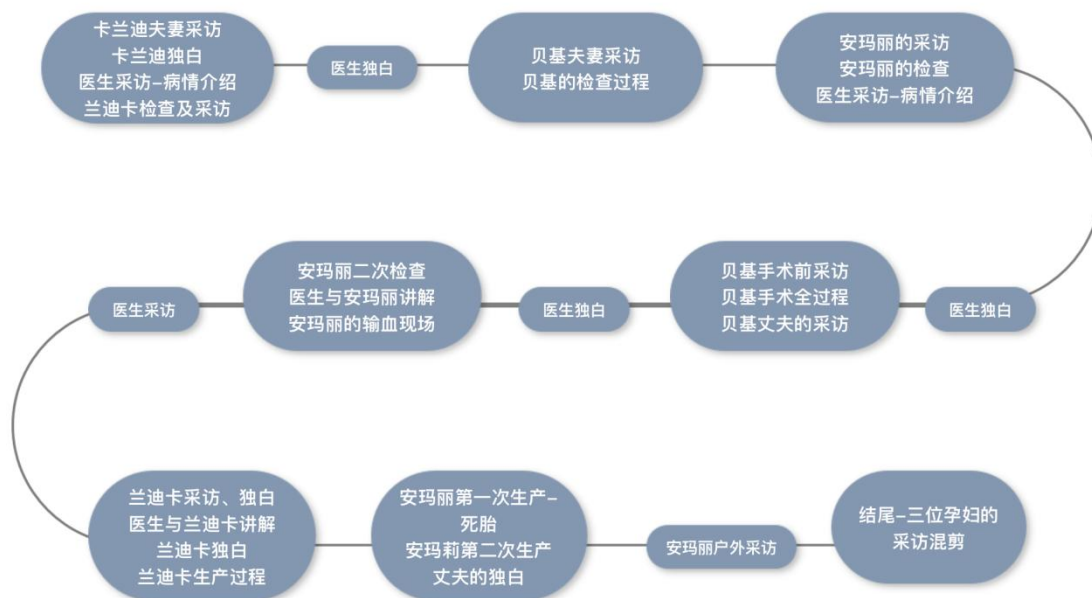 卡兰迪夫妻采访
卡兰迪独白
医生采访-病情介绍
兰迪卡检查及采访
医生独白
贝基夫妻采访
贝基的检查过程
安玛丽的采访
安玛丽的检查
医生采访-病情介绍
医生独白
贝基手术前采访
贝基手术全过程
贝基丈夫的采访
医生独白
安玛丽二次检查
医生与安玛丽讲解
安玛丽的输血现场
医生采访
兰迪卡采访、独白
医生与兰迪卡讲解
兰迪卡独白
兰迪卡生产过程
安玛丽第一次生产-
死胎
安玛莉第二次生产
丈夫的独白
安玛丽户外采访
结尾-三位孕妇的
采访混剪